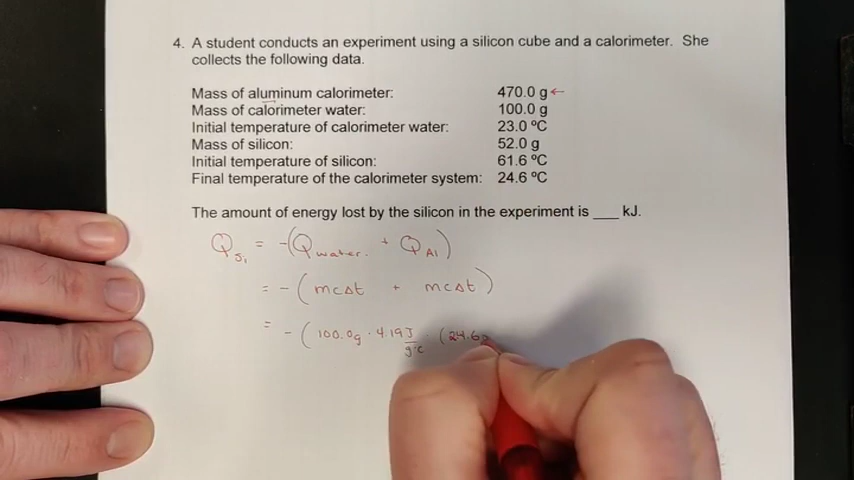 4. A student conducts an experiment using a silicon cube and a calorimeter. She
collects the following data.
Mass of aluminum calorimeter: 470.0 g ←
Mass of calorimeter water: 100.0 g
Initial temperature of calorimeter water: 23.0 ºC
Mass of silicon: 52.0 g
Initial temperature of silicon: 61.6 ºC
Final temperature of the calorimeter system: 24.6 ºC
The amount of energy lost by the silicon in the experiment is ___ kJ.
Q Si = -(Q water + Q Al)
= -(mcΔt + mcΔt)
= -(100.0g · 4.19 J/g°C · (24.6